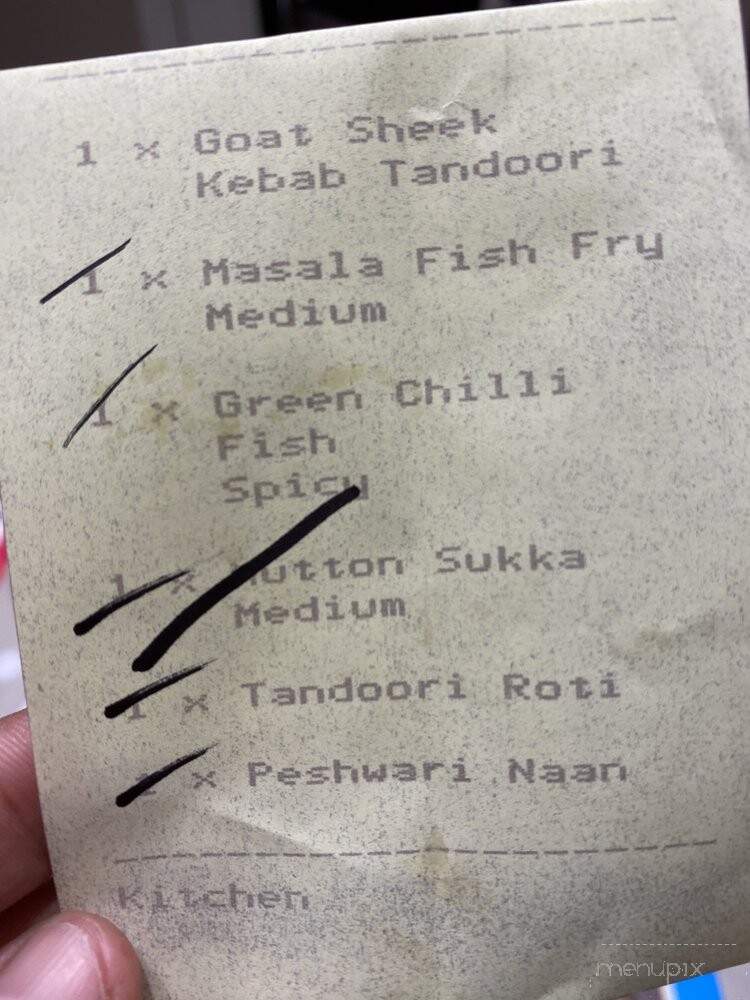 1 x Goat Sheek
Kebab Tandoori
1 x Masala Fish Fry
Medium
1 x Green Chilli
Fish
Spicy
1 x Mutton Sukka
Medium
1 x Tandoori Roti
1 x Peshwari Naan
Kitchen
menupix